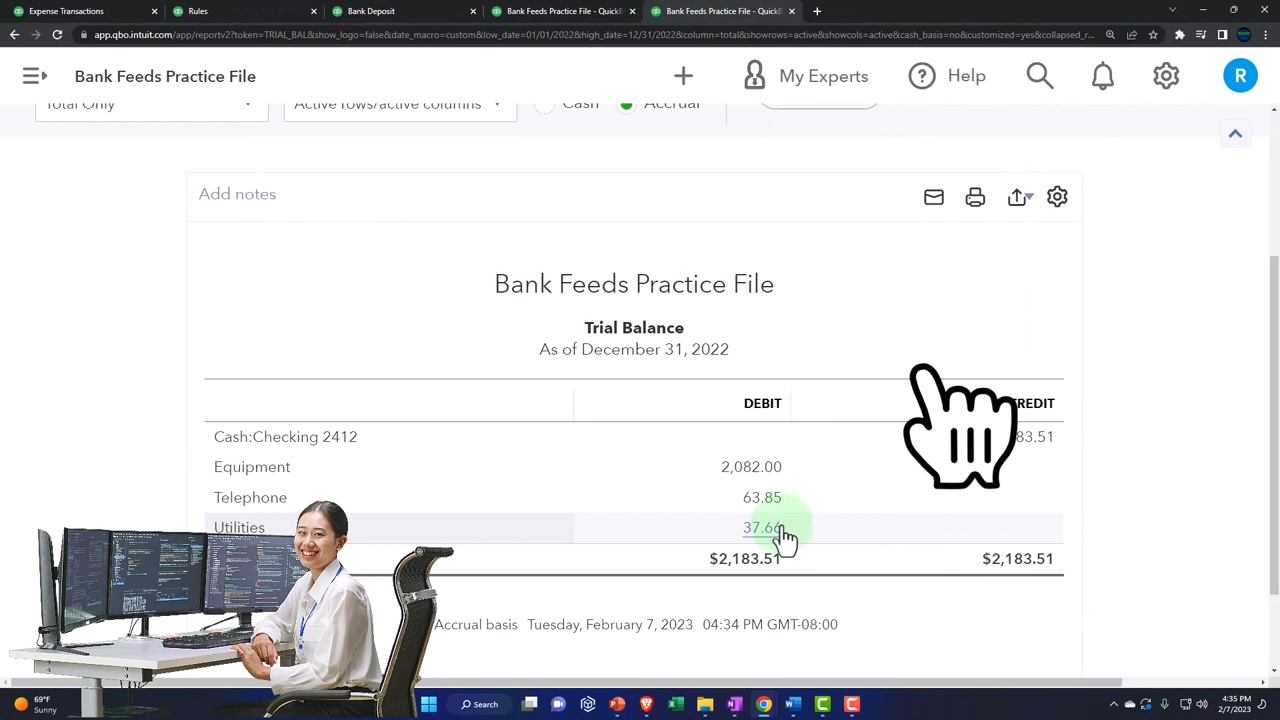 Expense Transactions
Rules
Bank Deposit
Bank Feeds Practice File - Quick
Bank Feeds Practice File - Quick
app.qbo.intuit.com/app/reportv2?token=TRIAL_BAL&show_logo=false&date_macro=custom&low_date=01/01/2022&high_date=12/31/2022&column=total&showrows=active&showcols=active&cash_basis=no&customized=yes&collapsed_r...
Bank Feeds Practice File
My Experts
Help
R
Total Only
Active rows/active columns
Cash
Accrual
Add notes
Bank Feeds Practice File
Trial Balance
As of December 31, 2022
DEBIT
REDIT
Cash:Checking 2412
83.51
Equipment
2,082.00
Telephone
63.85
Utilities
37.66
$2,183.51
$2,183.51
Accrual basis Tuesday, February 7, 2023 04:34 PM GMT-08:00
69°F
Sunny
Search
4:35 PM
2/7/2023